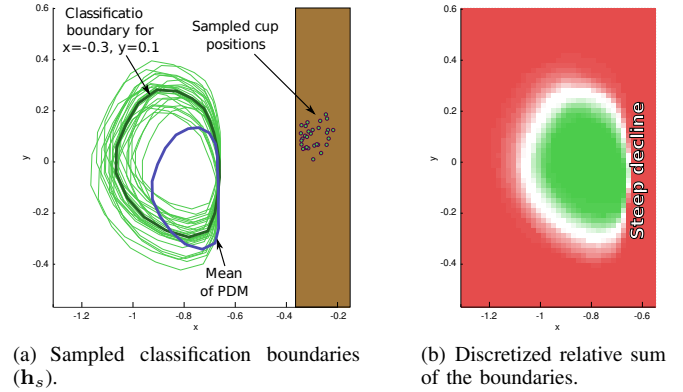 Classificatio
boundary for
x=-0.3, y=0.1
Sampled cup
positions
0.6
0.4
0.2
0
-0.2
-0.4
y
Mean
of PDM
-1.2
-1
-0.8
-0.6
-0.4
-0.2
x
(a) Sampled classification boundaries
(hₛ).
0.6
0.4
0.2
0
-0.2
-0.4
y
Steep decline
-1.2
-1
-0.8
-0.6
x
(b) Discretized relative sum
of the boundaries.